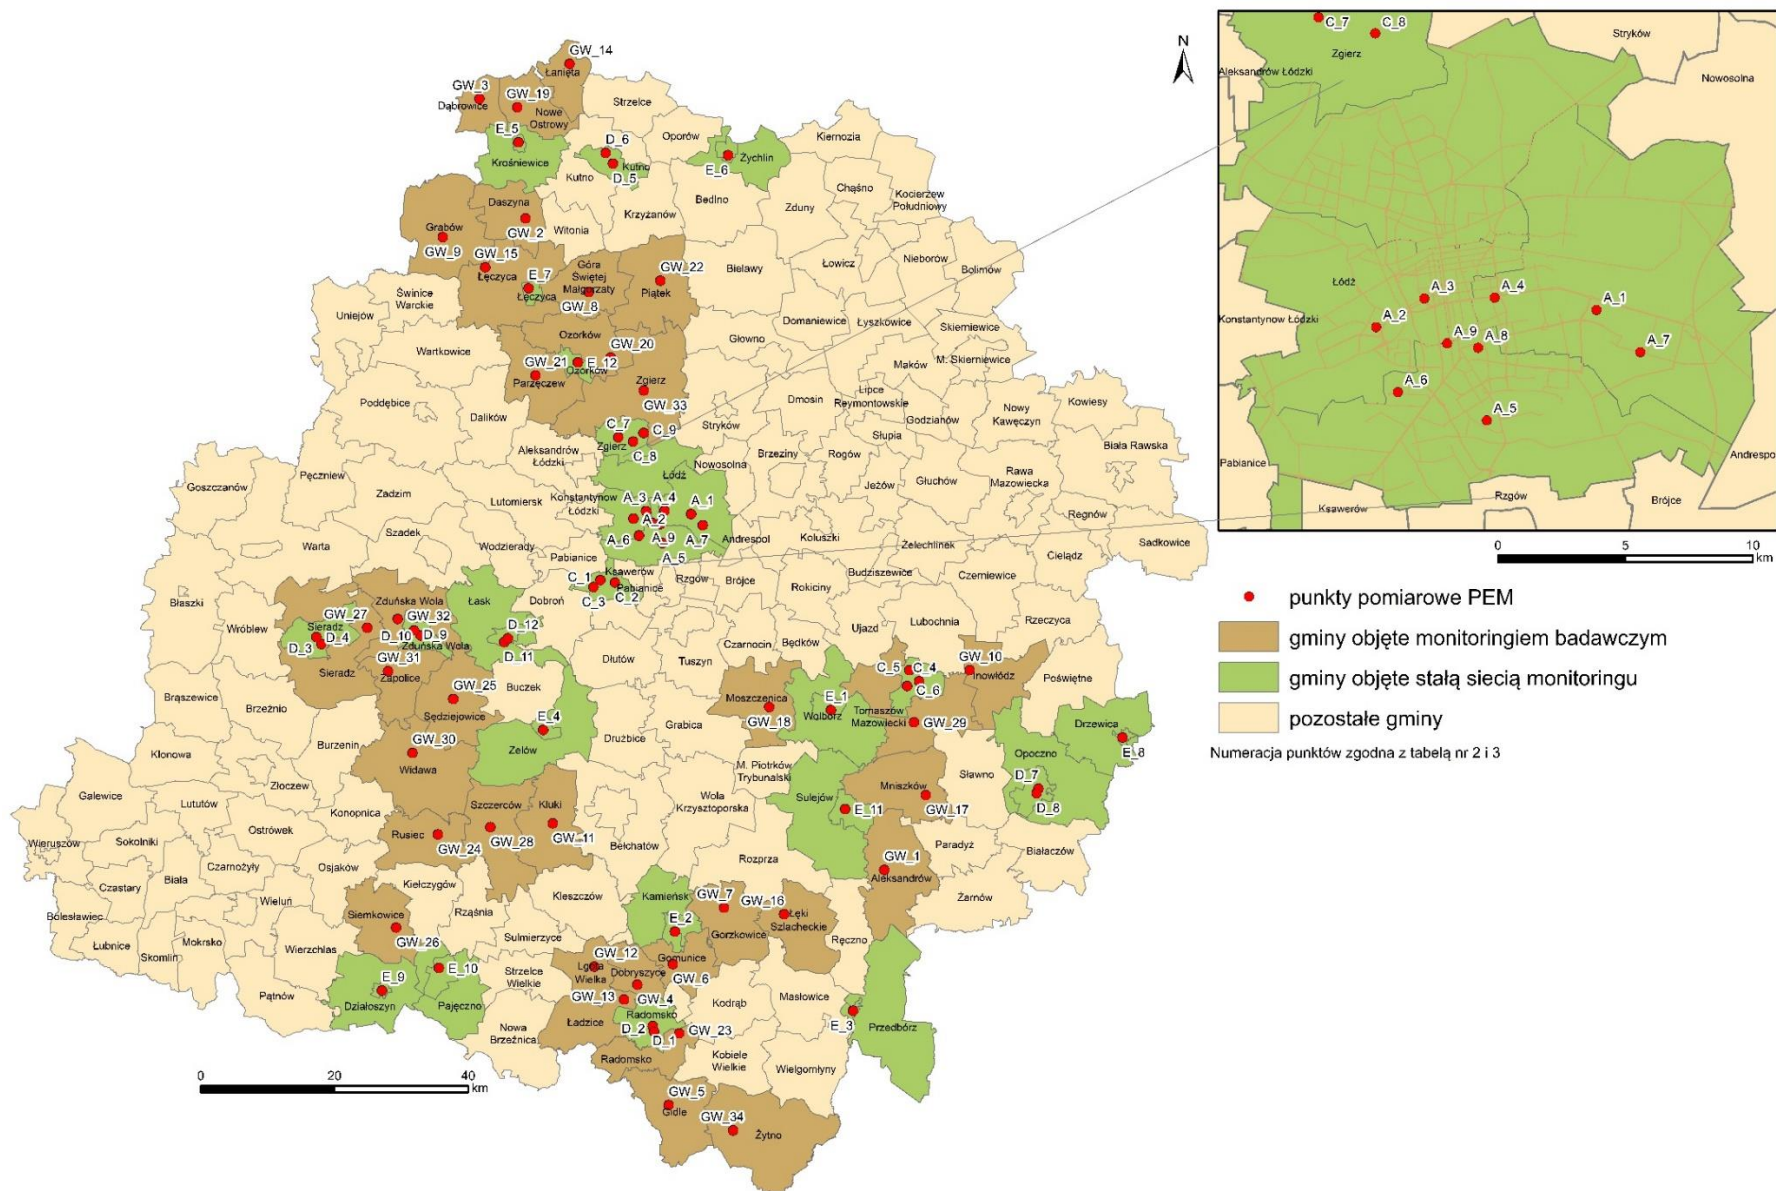 N
GW_14
Łanięta
GW_3
GW_19
Dąbrowice
Nowe
Ostrowy
Strzelce
E_5
Krośniewice
D_6
Oporów
Kiernozia
Kutno
D_5
Kutno
E_6
Żychlin
Chąśno
Kocierzew
Południowy
Daszyna
Krzyżanów
Bedlno
Zduny
GW_2
Witonia
Grabów
GW_9
GW_15
Łęczyca
E_7
Łęczyca
Góra
Świętej
Małgorzaty
GW_8
GW_22
Piątek
Bielawy
Łowicz
Nieborów
Bolimów
Świnice
Warckie
Uniejów
Domaniewice
Łyszkowice
Skierniewice
Wartkowice
Ozorków
GW_20
GW_21
E_12
Ozorków
Parzęczew
Zgierz
GW_33
Głowno
Maków
M. Skierniewice
Poddębice
Dalików
Dmosin
Lipce
Reymontowskie
Godzianów
Nowy
Kawęczyn
Kowiesy
C_7
C_9
Zgierz
C_8
Stryków
Słupia
Biała Rawska
Aleksandrów
Łódzki
Nowosolna
Brzeziny
Rogów
Rawa
Mazowiecka
Pęczniew
Goszczanów
Zadzim
Lutomiersk
Konstantynow
Łódzki
Łódź
Jeżów
Głuchów
A_3
A_4
A_1
A_2
A_6
A_9
A_7
A_5
Andrespol
Regnów
Szadek
Wodzierady
Koluszki
Żelechlinek
Sadkowice
Warta
Pabianice
Ksawerów
Rzgów
Brójce
Cielądz
C_1
C_3
C_2
Pabianice
Rokiciny
Budziszewice
Czerniewice
Błaszki
Łask
Dobroń
Zduńska Wola
GW_27
GW_32
Wróblew
Sieradz
D_4
D_3
D_10
D_9
Zduńska Wola
D_12
D_11
GW_31
Zapolice
Sieradz
Czarnocin
Będków
Ujazd
Lubochnia
Rzeczyca
Dłutów
Tuszyn
C_5
C_4
C_6
GW_10
Inowłódz
Poświętne
Brąszewice
Brzeźnio
GW_25
Sędziejowice
Buczek
Moszczenica
GW_18
E_1
Wolbórz
Tomaszów
Mazowiecki
GW_29
Drzewica
E_8
E_4
Zelów
Grabica
Klonowa
Burzenin
GW_30
Widawa
Drużbice
M. Piotrków
Trybunalski
Opoczno
Złoczew
Mniszków
GW_17
Sławno
D_7
D_8
Galewice
Lututów
Konopnica
Szczerców
Kluki
Wola
Krzysztoporska
Sulejów
E_11
Wieruszów
Sokolniki
Ostrówek
Rusiec
GW_24
GW_28
GW_11
Bełchatów
Paradyż
Białaczów
Czastary
Biała
Czarnożyły
Osjaków
Rozprza
GW_1
Aleksandrów
Żarnów
Bolesławiec
Wieluń
Kiełczygłów
Rząśnia
Kleszczów
Kamieńsk
GW_7
GW_16
Łęki
Szlacheckie
Łubnice
Mokrsko
Skomlin
Wierzchlas
Siemkowice
GW_26
Sulmierzyce
E_2
Gorzkowice
Ręczno
Gomunice
GW_12
Lgota
Wielka
Dobryszyce
GW_6
Pątnów
E_9
E_10
Działoszyn
Pajęczno
Strzelce
Wielkie
GW_13
GW_4
Kodrąb
Masłowice
E_3
Przedbórz
Radomsko
D_2
D_1
GW_23
Ładzice
Nowa
Brzeźnica
Radomsko
Kobiele
Wielkie
Wielgomłyny
GW_5
Gidle
GW_34
Żytno
0 20 40
km
C_7
C_8
Zgierz
Stryków
Aleksandrów Łódzki
Nowosolna
Łódź
A_3
A_4
A_1
Konstantynow Łódzki
A_2
A_9
A_8
A_7
A_6
A_5
Pabianice
Andrespol
Rzgów
Ksawerów
Brójce
0 5 10
km
punkty pomiarowe PEM
gminy objęte monitoringiem badawczym
gminy objęte stałą siecią monitoringu
pozostałe gminy
Numeracja punktów zgodna z tabelą nr 2 i 3